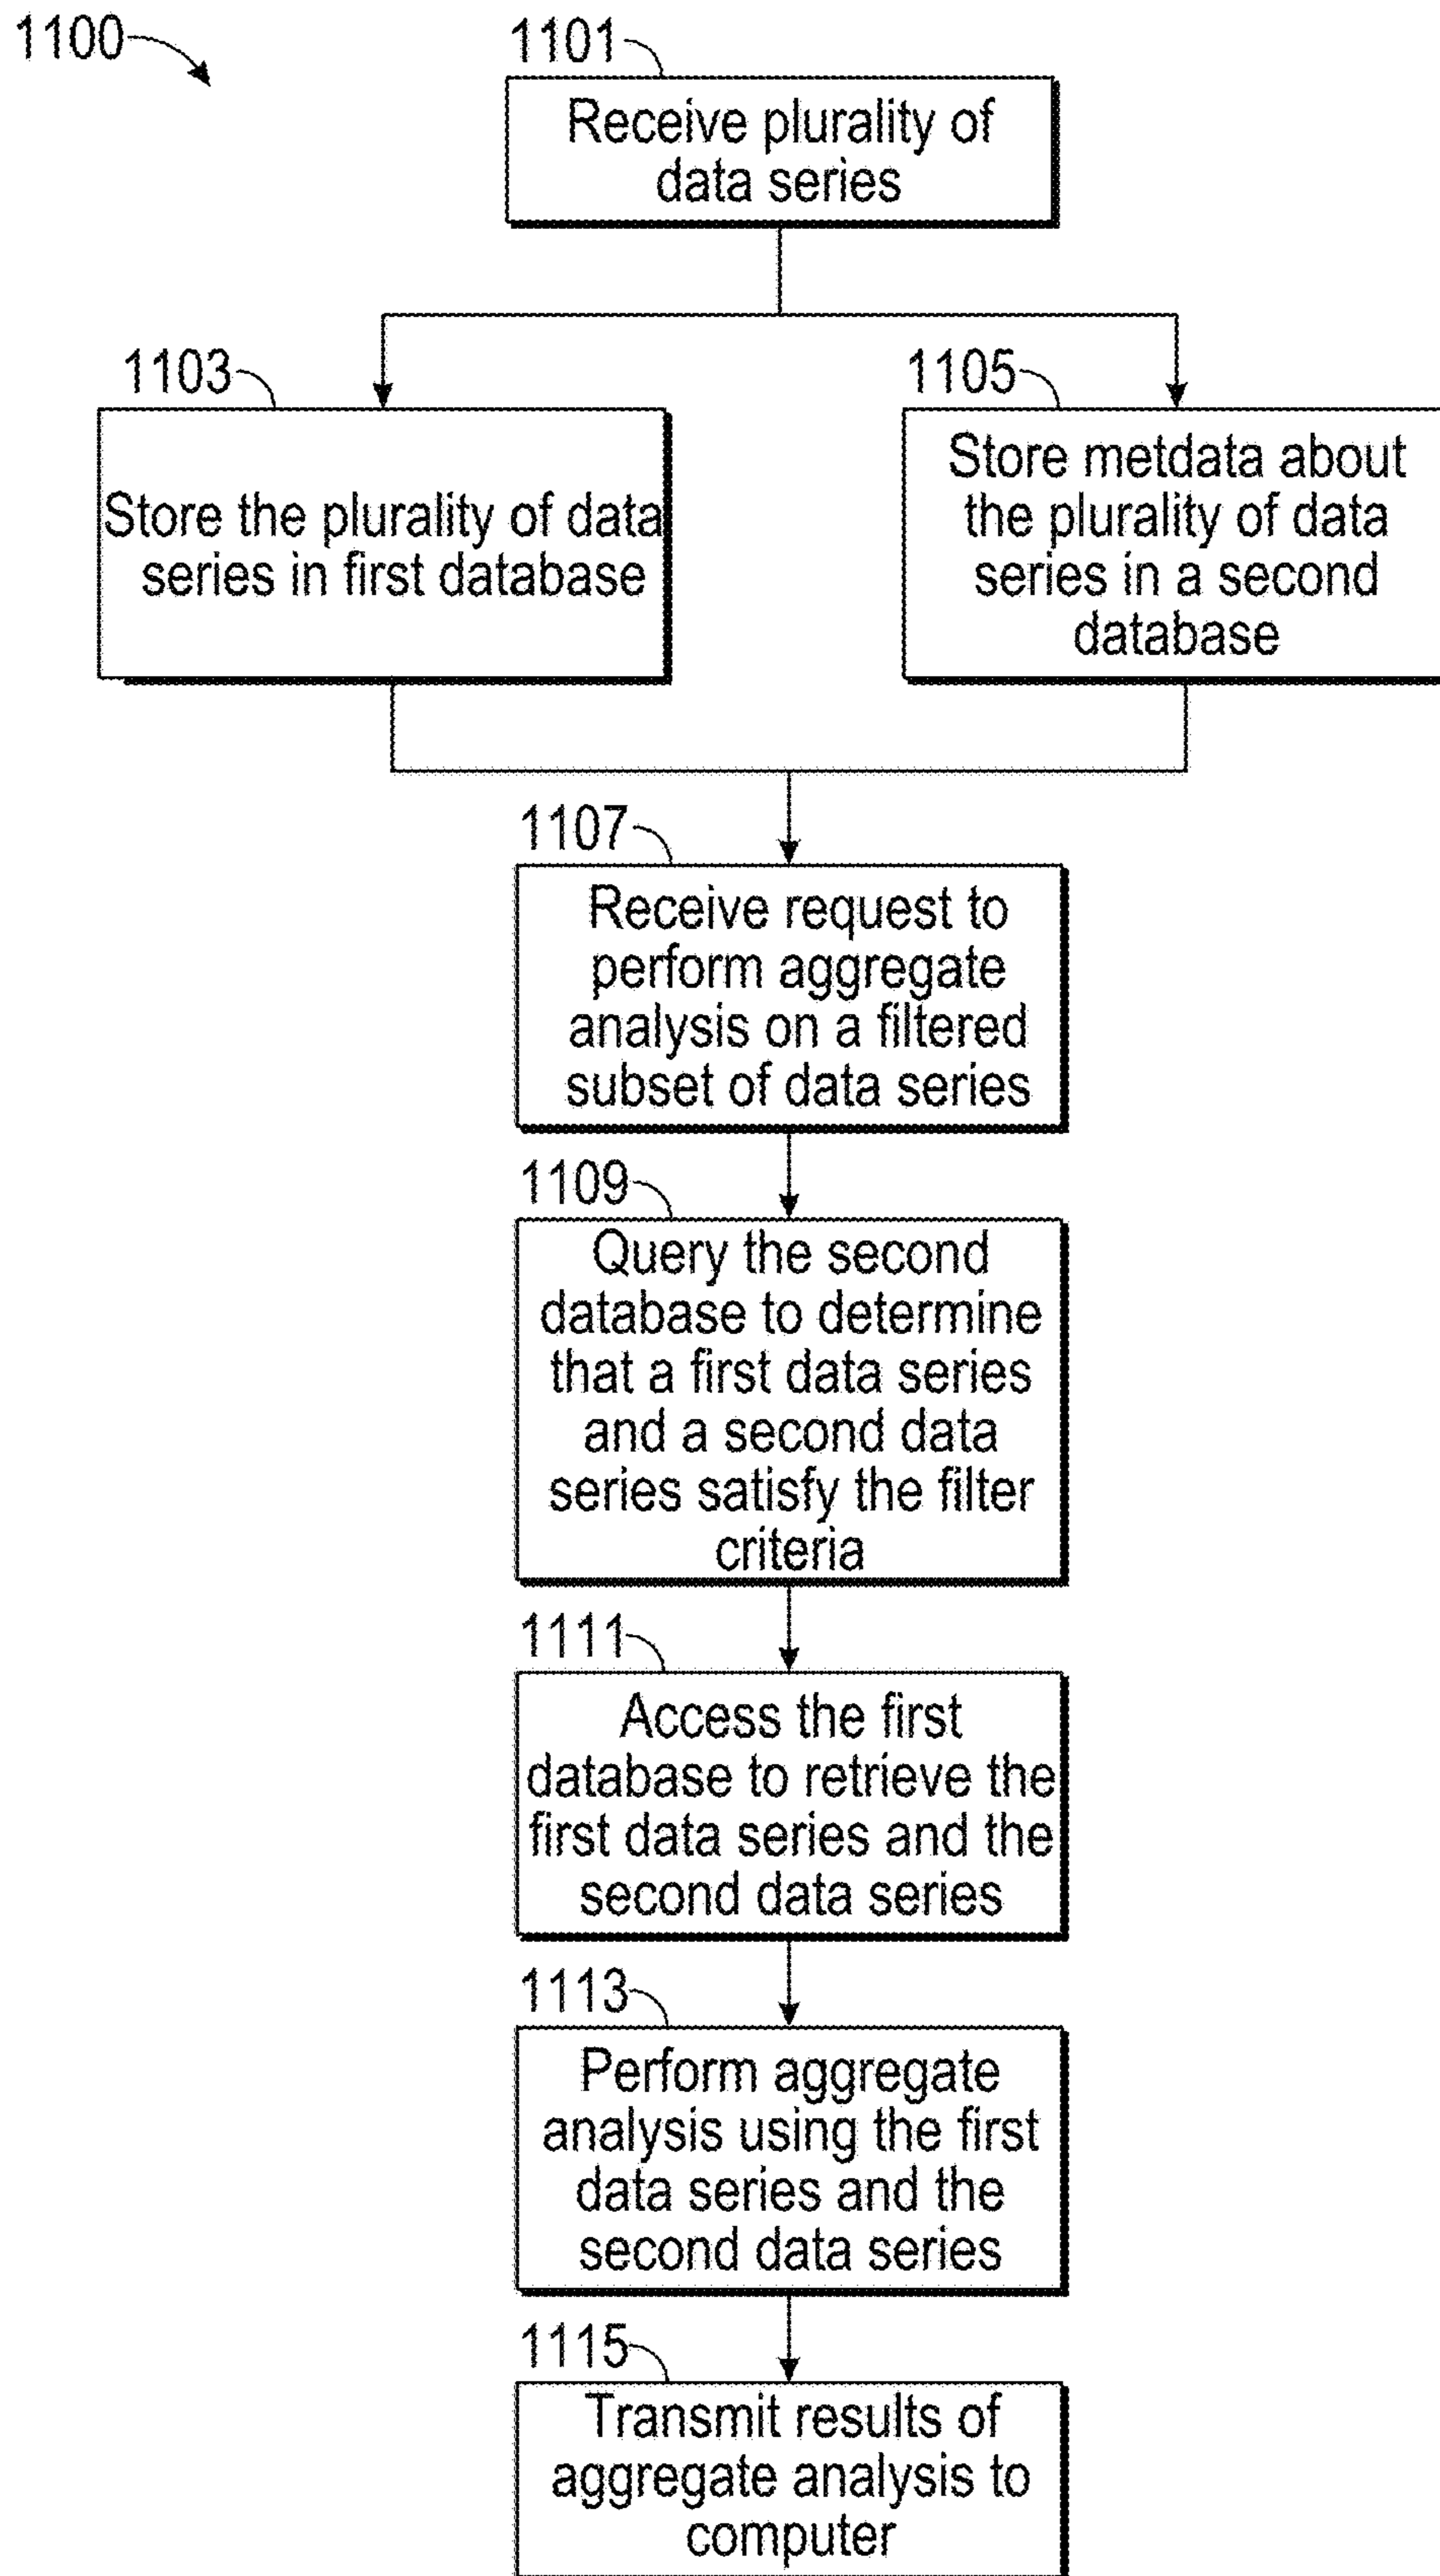 1100
1101
Receive plurality of
data series
1103
Store the plurality of data
series in first database
1105
Store metdata about
the plurality of data
series in a second
database
1107
Receive request to
perform aggregate
analysis on a filtered
subset of data series
1109
Query the second
database to determine
that a first data series
and a second data
series satisfy the filter
criteria
1111
Access the first
database to retrieve the
first data series and the
second data series
1113
Perform aggregate
analysis using the first
data series and the
second data series
1115
Transmit results of
aggregate analysis to
computer